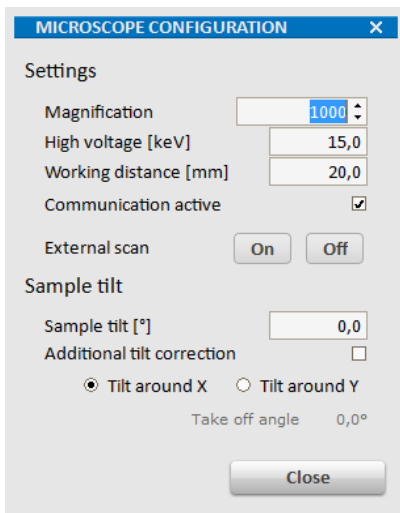 MICROSCOPE CONFIGURATION ×
Settings
Magnification 1000
High voltage [keV] 15,0
Working distance [mm] 20,0
Communication active
External scan On Off
Sample tilt
Sample tilt [°] 0,0
Additional tilt correction
Tilt around X Tilt around Y
Take off angle 0,0°
Close